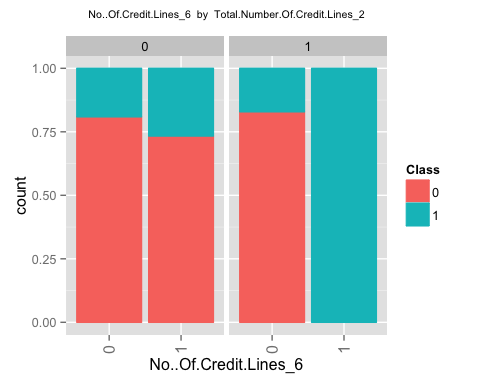 No..Of.Credit.Lines_6 by Total.Number.Of.Credit.Lines_2
0 1
1.00
0.75
0.50
0.25
0.00
count
0 1 0 1
No..Of.Credit.Lines_6
Class
0
1